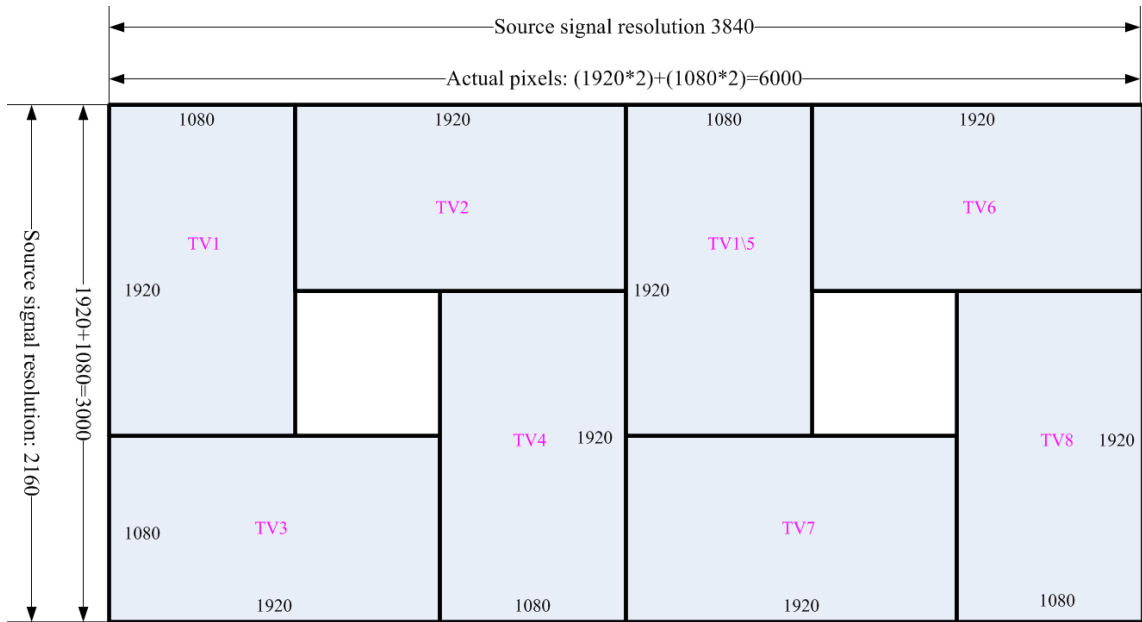 Source signal resolution 3840
Actual pixels: (1920*2)+(1080*2)=6000
Source signal resolution: 2160
1920+1080=3000
1080
1920
1080
1920
TV1
TV2
TV1\5
TV6
1920
1920
TV3
TV4
1920
TV7
TV8
1920
1080
1920
1080
1920
1080